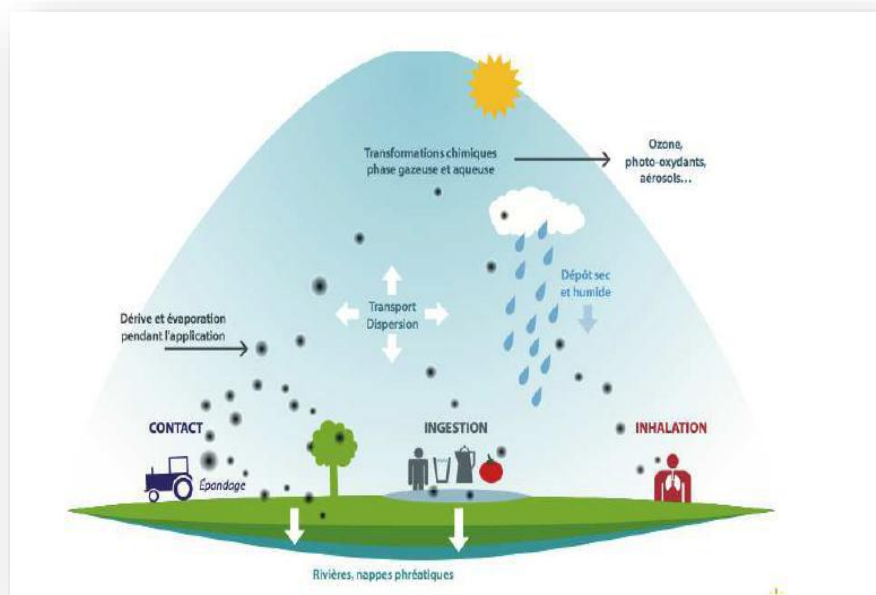 Transformations chimiques
phase gazeuse et aqueuse
Ozone,
photo-oxydants,
aérosols...
Dépôt sec
et humide
Transport
Dispersion
Dérive et évaporation
pendant l'application
CONTACT
INGESTION
INHALATION
Épandage
Rivières, nappes phréatiques